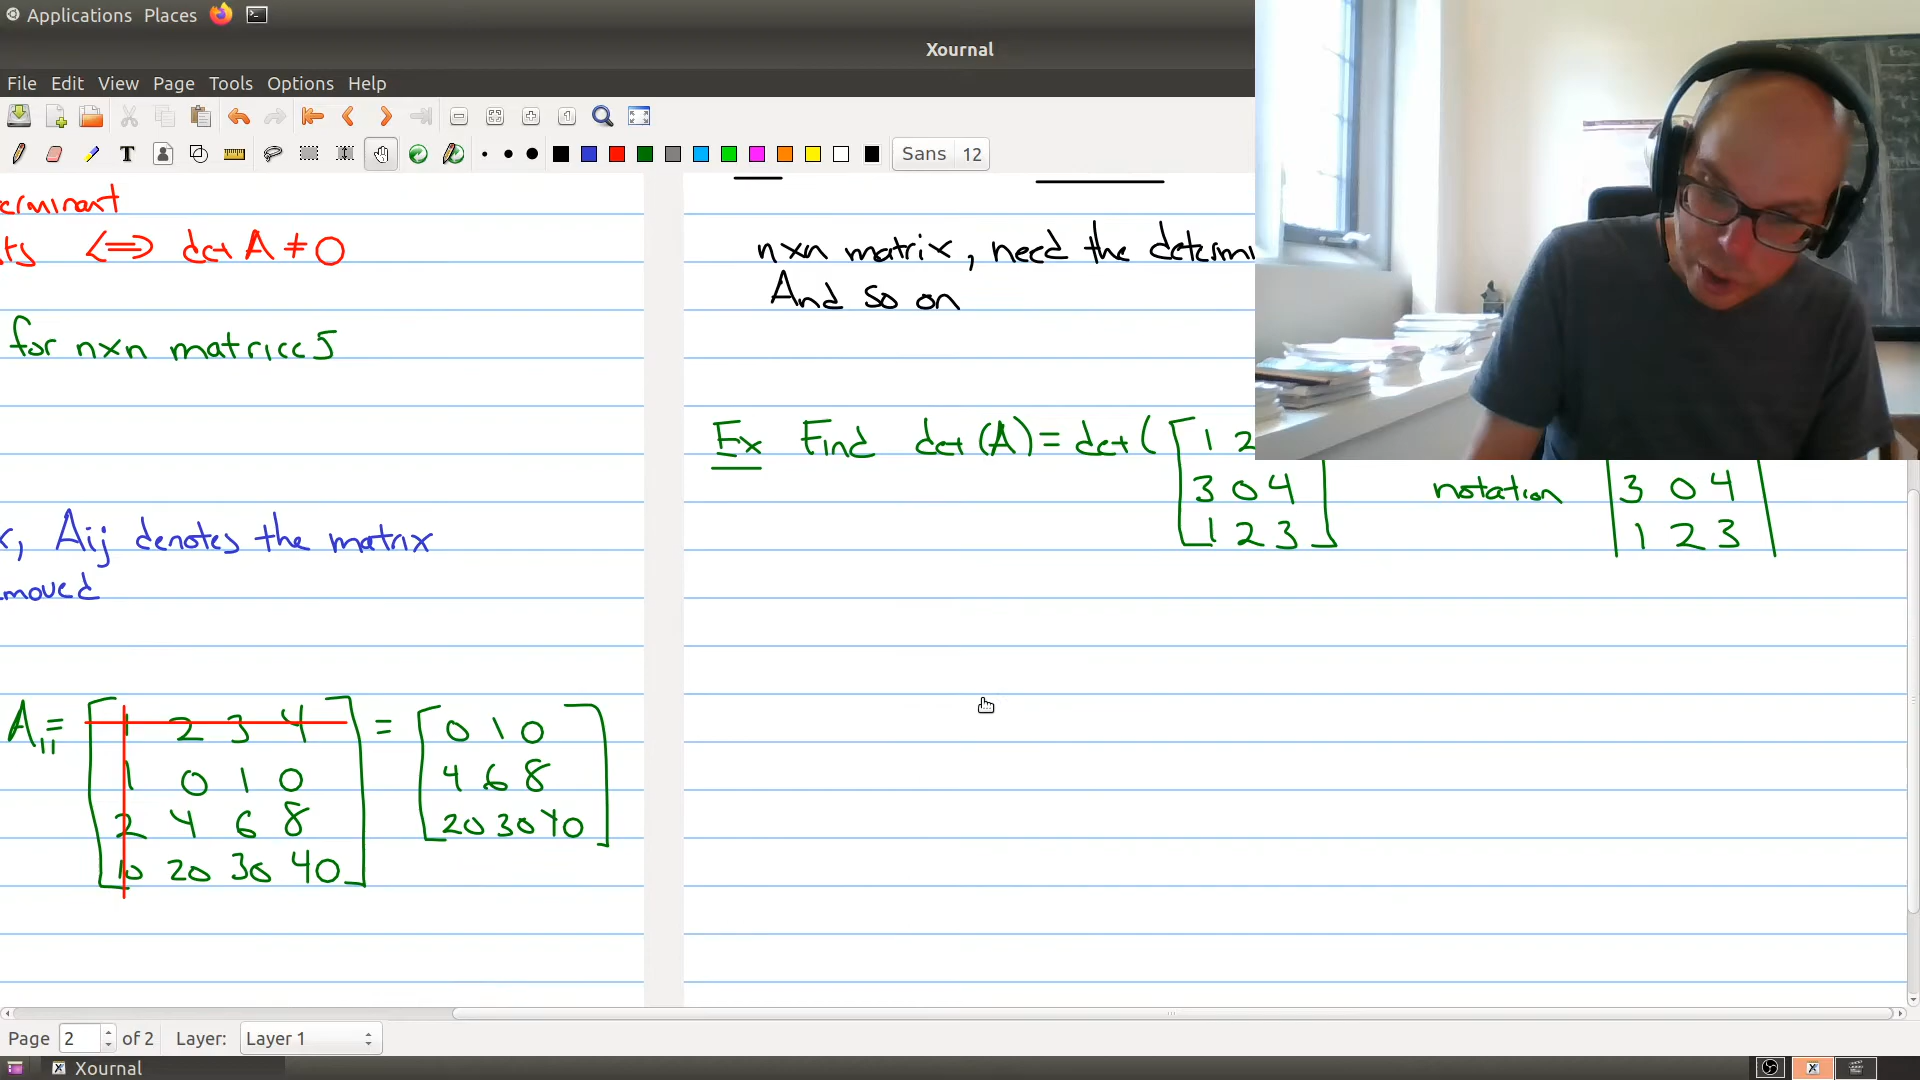 Applications Places
Xournal
File Edit View Page Tools Options Help
Sans 12
erminant
⟺ det A ≠ 0
for nxn matrices
Aij denotes the matrix
moved
A11 = [ 1 2 3 4 = [ 0 1 0
1 0 1 0 4 6 8
2 4 6 8 20 30 40 ]
10 20 30 40 ]
nxn matrix, need the determi
And so on
Ex Find det (A) = det ( [ 1 2
3 0 4 notation | 3 0 4 |
1 2 3 ] | 1 2 3 |
Page 2 of 2 Layer: Layer 1
Xournal